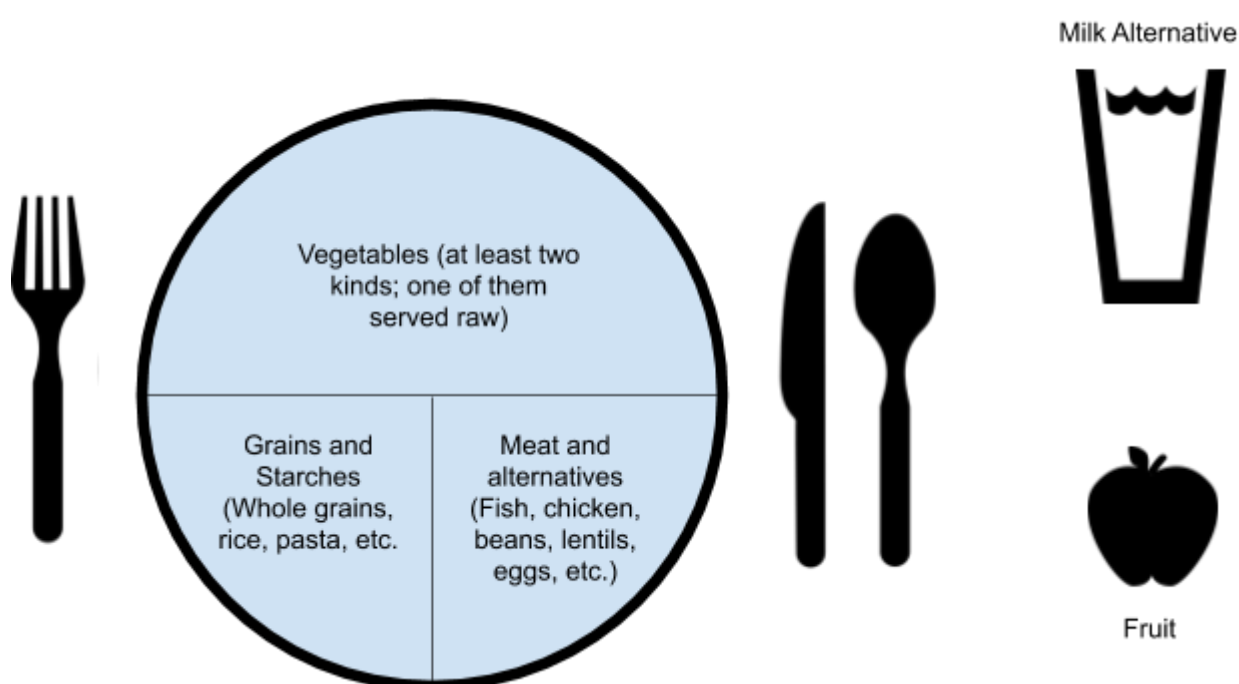 Milk Alternative
Vegetables (at least two
kinds; one of them
served raw)
Grains and
Starches
(Whole grains,
rice, pasta, etc.
Meat and
alternatives
(Fish, chicken,
beans, lentils,
eggs, etc.)
Fruit